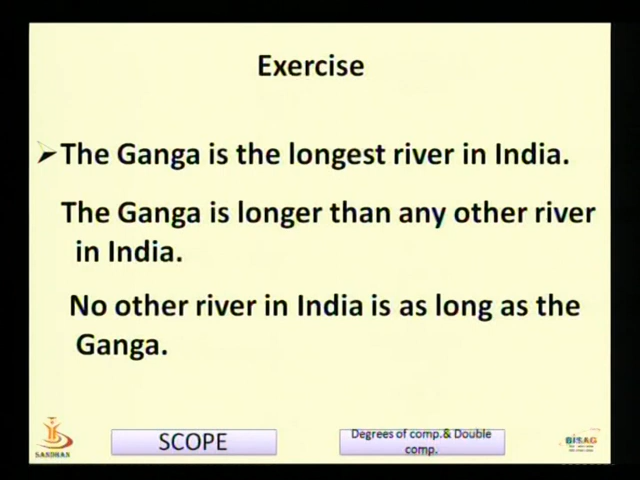 Exercise
The Ganga is the longest river in India.
The Ganga is longer than any other river
in India.
No other river in India is as long as the
Ganga.
SANDHAN
SCOPE
Degrees of comp.& Double
comp.
BISAG